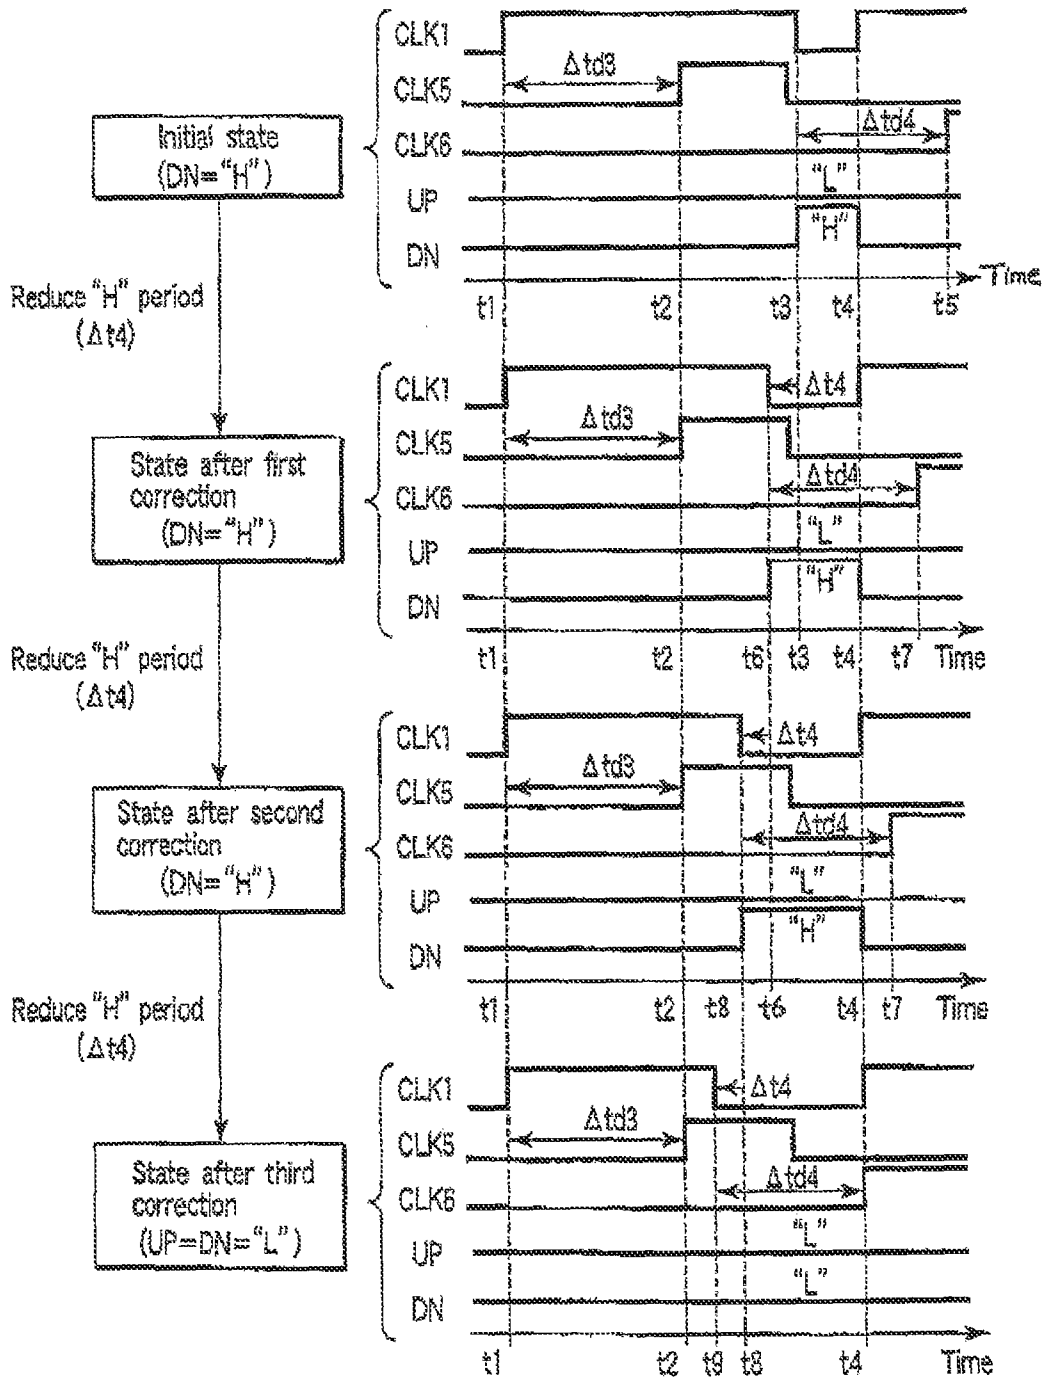 CLK1
Δtd3
CLK5
Δtd4
CLK6
Initial state
(DN="H")
"L"
UP
"H"
DN
Time
t1 t2 t3 t4 t5
Reduce "H" period
(Δt4)
CLK1
Δt4
Δtd3
CLK5
State after first
correction
(DN="H")
Δtd4
CLK6
"L"
UP
"H"
DN
t1 t2 t6 t3 t4 t7 Time
Reduce "H" period
(Δt4)
CLK1
Δt4
Δtd3
CLK5
State after second
correction
(DN="H")
Δtd4
CLK6
"L"
UP
"H"
DN
t1 t2 t8 t6 t4 t7 Time
Reduce "H" period
(Δt4)
CLK1
Δt4
Δtd3
CLK5
State after third
correction
(UP=DN="L")
Δtd4
CLK6
"L"
UP
"L"
DN
t1 t2 t9 t8 t4 Time